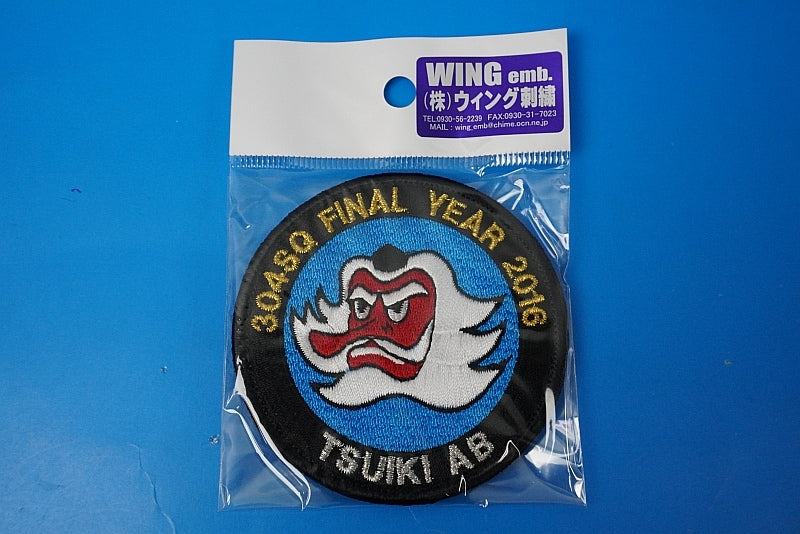 WING emb.
(株)ウイング刺繍
TEL:0930-56-2239 FAX:0930-31-7023
MAIL : wing_emb@chime.ocn.ne.jp
304SQ FINAL YEAR 2016
TSUIKI AB